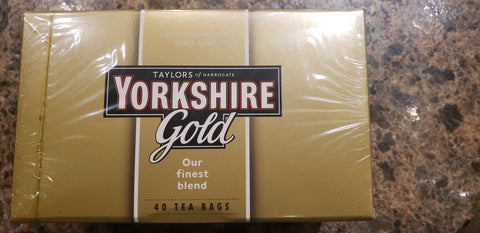 TAYLORS of HARROGATE
YORKSHIRE
Gold
Our
finest
blend
40 TEA BAGS